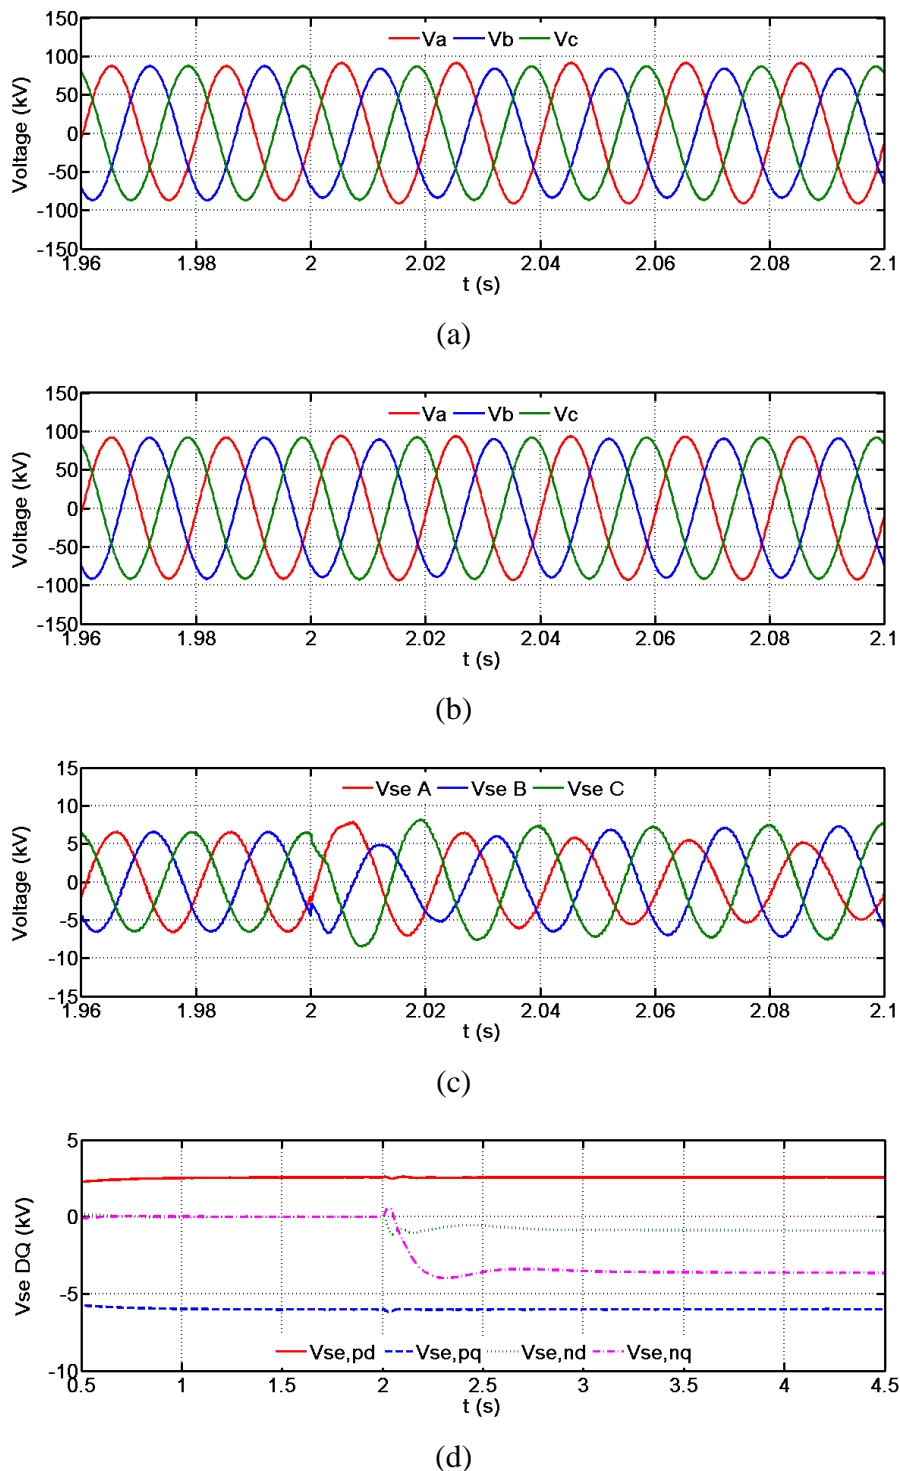 150
100
50
0
-50
-100
-150
Voltage (kV)
Va Vb Vc
1.96 1.98 2 2.02 2.04 2.06 2.08 2.1
t (s)
(a)
150
100
50
0
-50
-100
-150
Voltage (kV)
Va Vb Vc
1.96 1.98 2 2.02 2.04 2.06 2.08 2.1
t (s)
(b)
15
10
5
0
-5
-10
-15
Voltage (kV)
Vse A Vse B Vse C
1.96 1.98 2 2.02 2.04 2.06 2.08 2.1
t (s)
(c)
5
0
-5
-10
Vse DQ (kV)
Vse,pd Vse,pq Vse,nd Vse,nq
0.5 1 1.5 2 2.5 3 3.5 4 4.5
t (s)
(d)